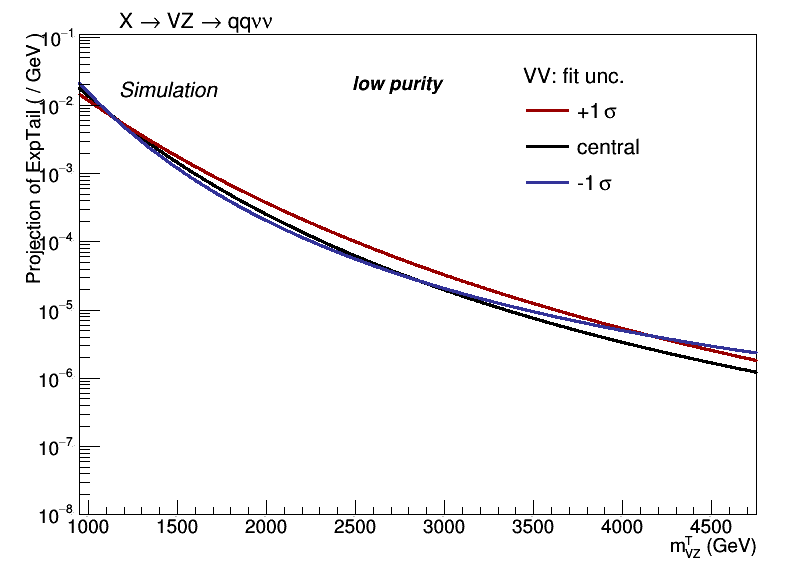 X → VZ → qqνν
Simulation
low purity
VV: fit unc.
+1 σ
central
-1 σ
Projection of ExpTail ( / GeV )
10⁻¹
10⁻²
10⁻³
10⁻⁴
10⁻⁵
10⁻⁶
10⁻⁷
10⁻⁸
1000 1500 2000 2500 3000 3500 4000 4500
m^T_VZ (GeV)